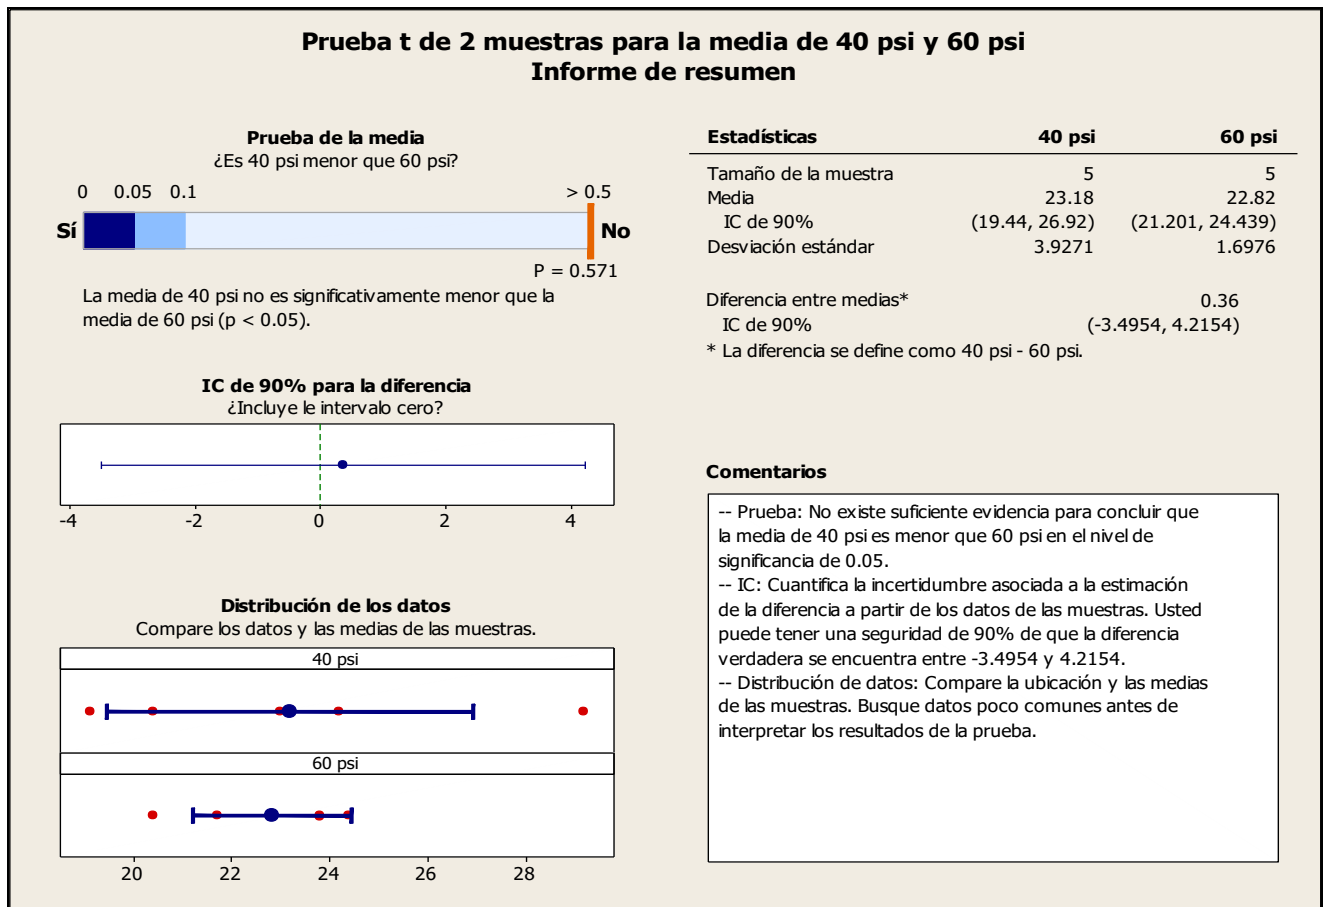 Prueba t de 2 muestras para la media de 40 psi y 60 psi
Informe de resumen
Prueba de la media
¿Es 40 psi menor que 60 psi?
0 0.05 0.1 > 0.5
Sí No
P = 0.571
La media de 40 psi no es significativamente menor que la
media de 60 psi (p < 0.05).
IC de 90% para la diferencia
¿Incluye le intervalo cero?
-4 -2 0 2 4
Distribución de los datos
Compare los datos y las medias de las muestras.
40 psi
60 psi
20 22 24 26 28
Estadísticas 40 psi 60 psi
Tamaño de la muestra 5 5
Media 23.18 22.82
IC de 90% (19.44, 26.92) (21.201, 24.439)
Desviación estándar 3.9271 1.6976
Diferencia entre medias* 0.36
IC de 90% (-3.4954, 4.2154)
* La diferencia se define como 40 psi - 60 psi.
Comentarios
-- Prueba: No existe suficiente evidencia para concluir que
la media de 40 psi es menor que 60 psi en el nivel de
significancia de 0.05.
-- IC: Cuantifica la incertidumbre asociada a la estimación
de la diferencia a partir de los datos de las muestras. Usted
puede tener una seguridad de 90% de que la diferencia
verdadera se encuentra entre -3.4954 y 4.2154.
-- Distribución de datos: Compare la ubicación y las medias
de las muestras. Busque datos poco comunes antes de
interpretar los resultados de la prueba.